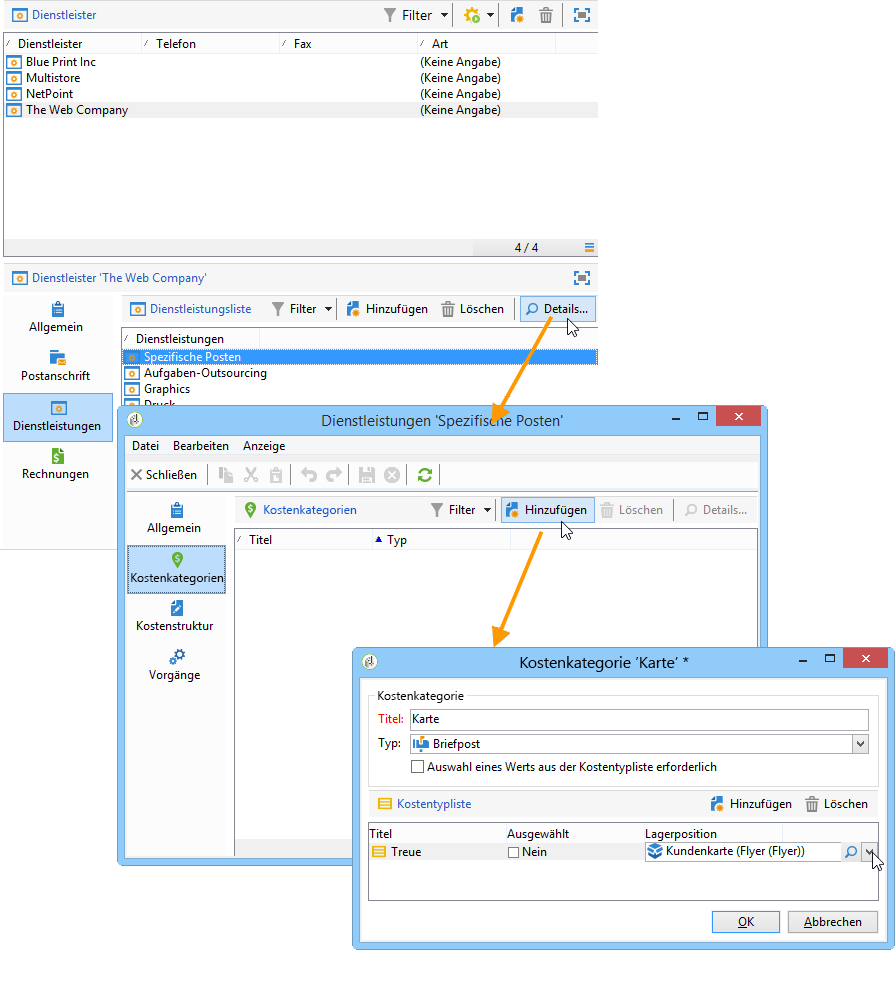 Dienstleister
Filter
Dienstleister Telefon Fax Art
Blue Print Inc (Keine Angabe)
Multistore (Keine Angabe)
NetPoint (Keine Angabe)
The Web Company (Keine Angabe)
4 / 4
Dienstleister 'The Web Company'
Allgemein
Postanschrift
Dienstleistungen
Rechnungen
Dienstleistungsliste Filter Hinzufügen Löschen Details...
Dienstleistungen
Spezifische Posten
Aufgaben-Outsourcing
Graphics
Druck
Dienstleistungen 'Spezifische Posten'
Datei Bearbeiten Anzeige
Schließen
Allgemein
Kostenkategorien
Kostenstruktur
Vorgänge
Kostenkategorien Filter Hinzufügen Löschen Details...
Titel Typ
Kostenkategorie 'Karte' *
Kostenkategorie
Titel: Karte
Typ: Briefpost
Auswahl eines Werts aus der Kostentypliste erforderlich
Kostentypliste Hinzufügen Löschen
Titel Ausgewählt Lagerposition
Treue Nein Kundenkarte (Flyer (Flyer))
OK Abbrechen